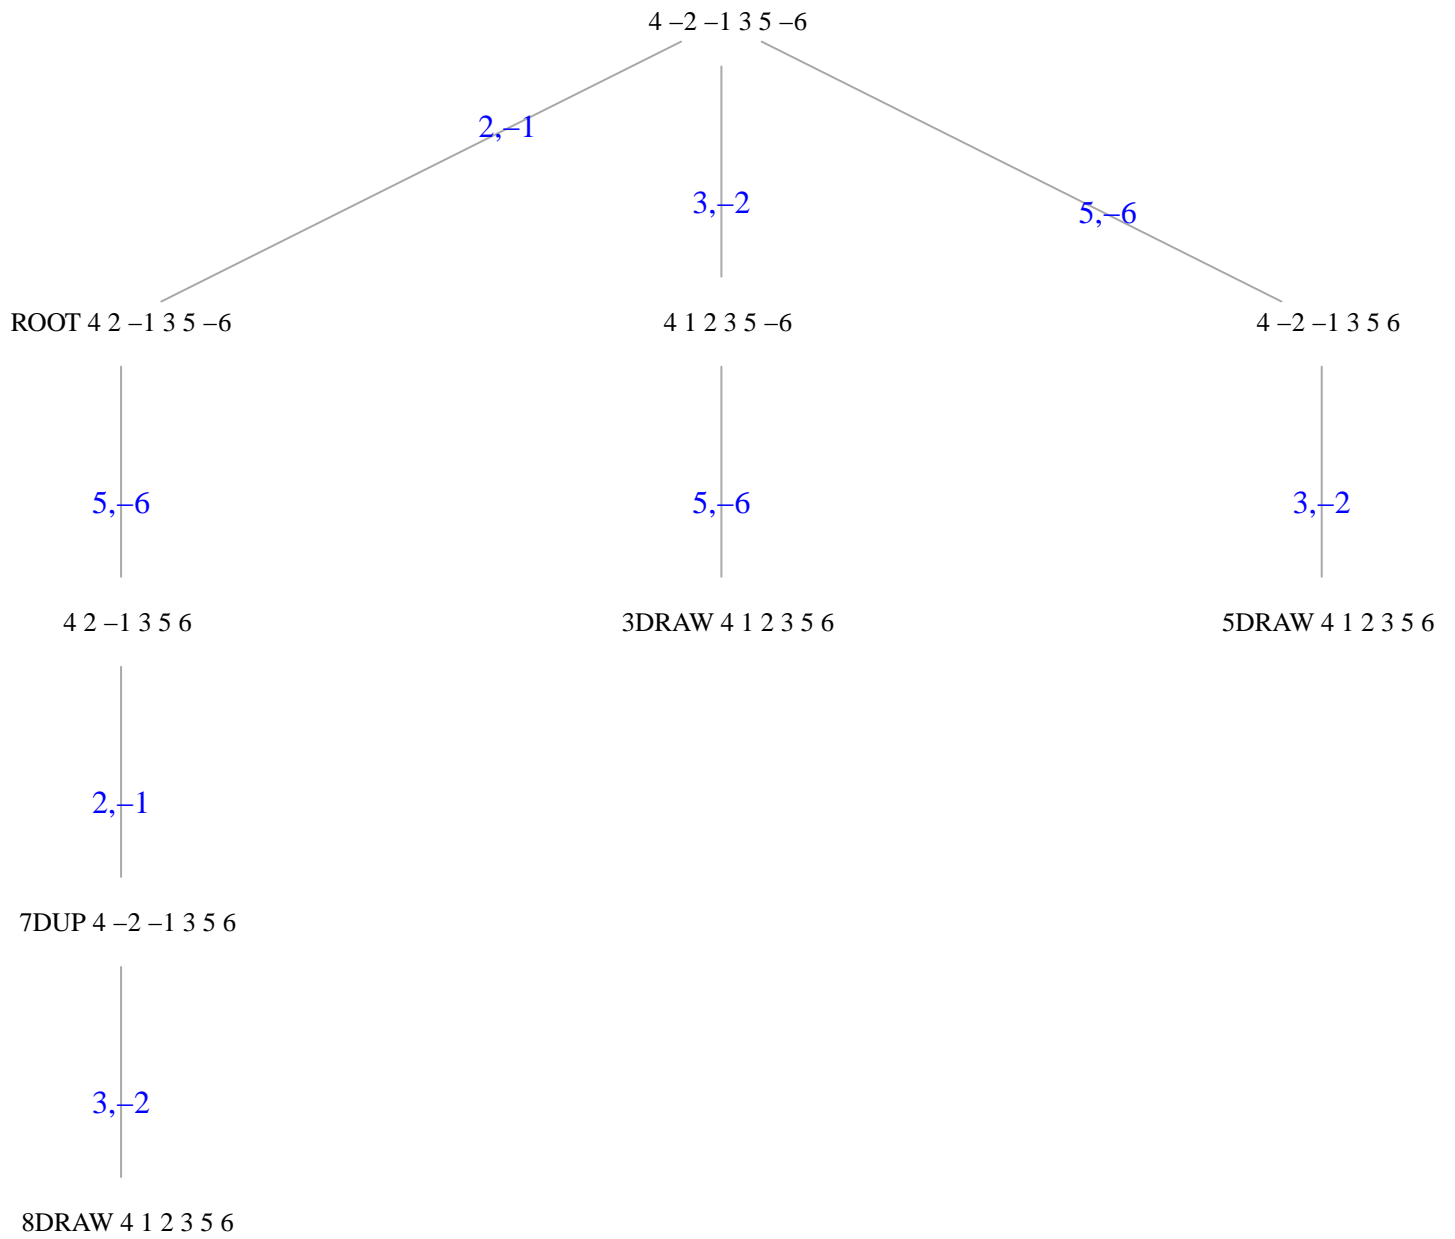 4 –2 –1 3 5 –6
2,–1
3,–2
5,–6
ROOT 4 2 –1 3 5 –6
4 1 2 3 5 –6
4 –2 –1 3 5 6
5,–6
5,–6
3,–2
4 2 –1 3 5 6
3DRAW 4 1 2 3 5 6
5DRAW 4 1 2 3 5 6
2,–1
7DUP 4 –2 –1 3 5 6
3,–2
8DRAW 4 1 2 3 5 6